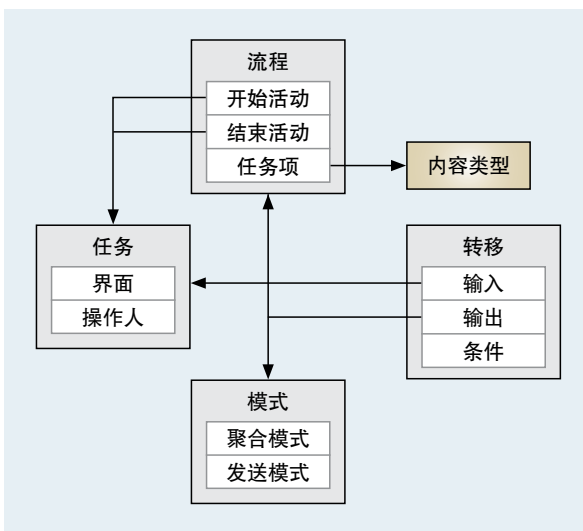 流程
开始活动
结束活动
任务项
内容类型
任务
界面
操作人
转移
输入
输出
条件
模式
聚合模式
发送模式